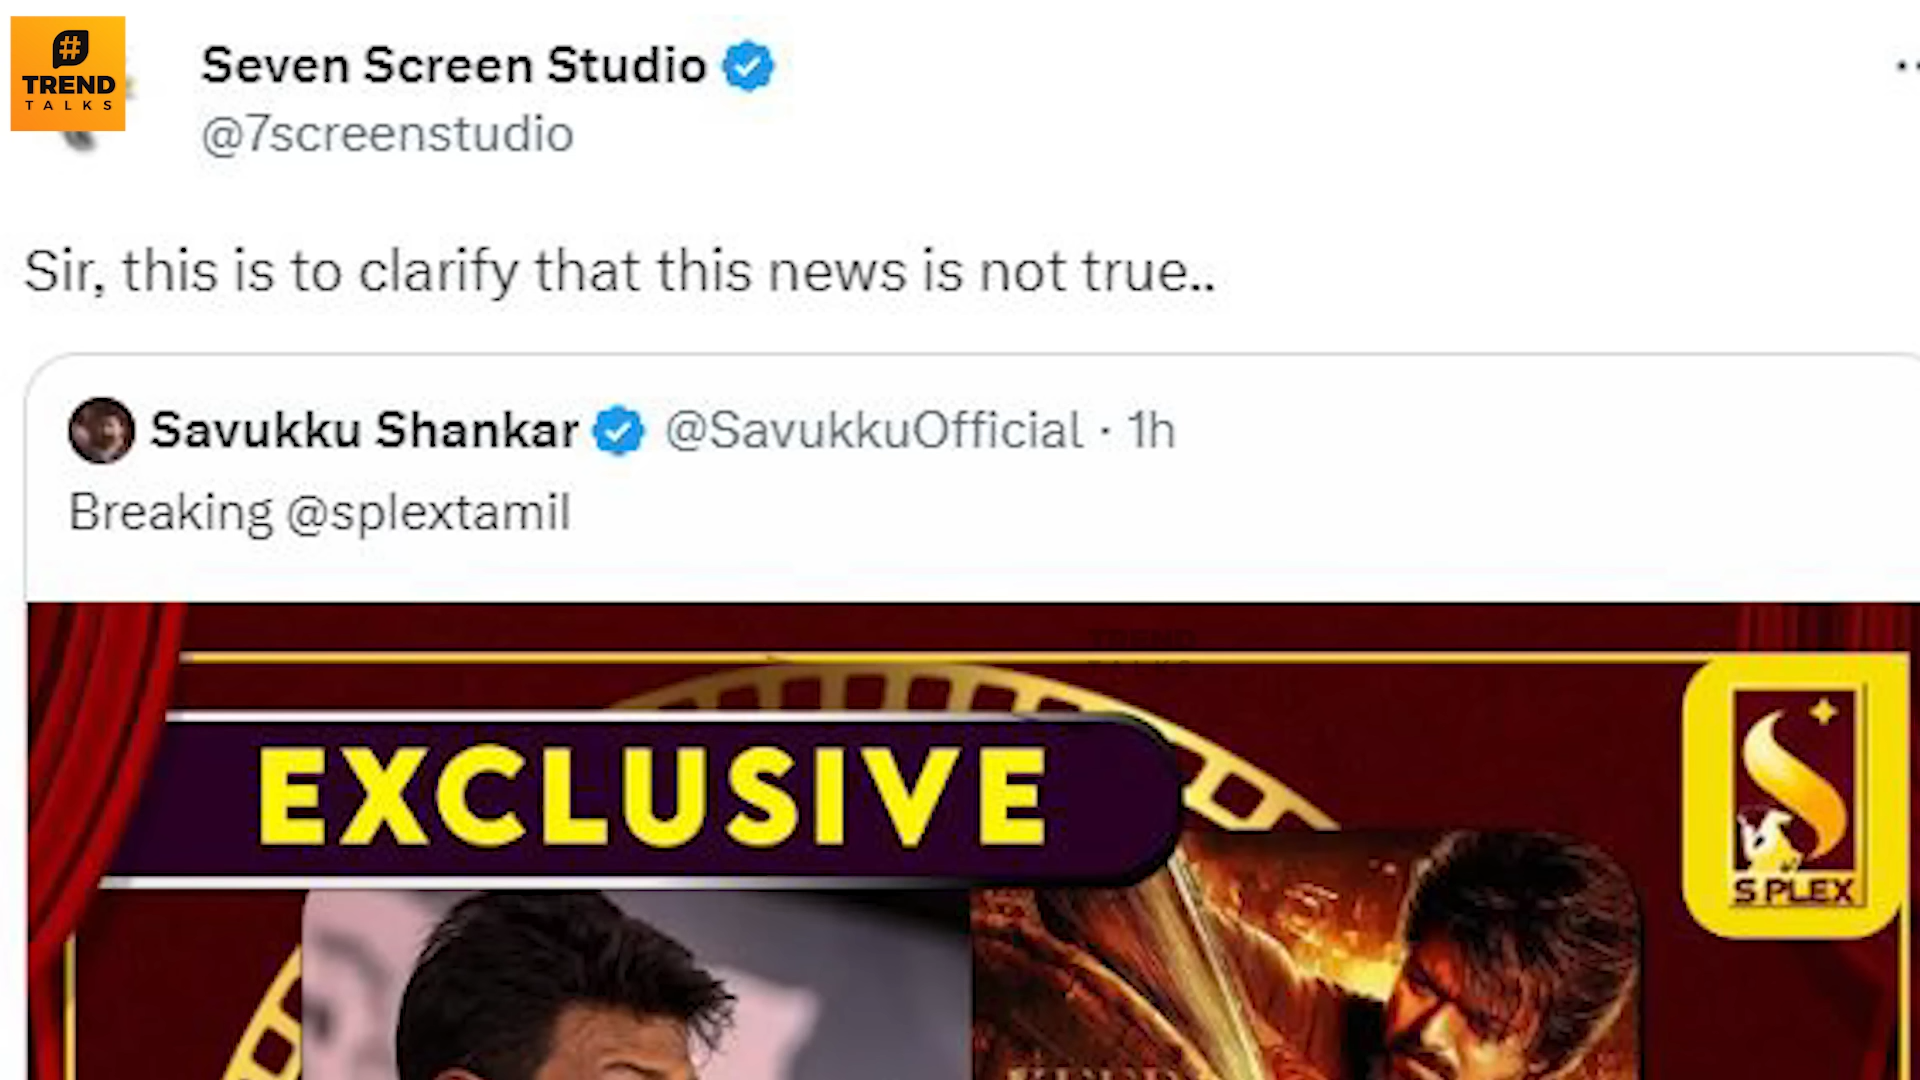 #
TREND
TALKS
Seven Screen Studio
@7screenstudio
Sir, this is to clarify that this news is not true..
Savukku Shankar @SavukkuOfficial · 1h
Breaking @splextamil
EXCLUSIVE
S PLEX